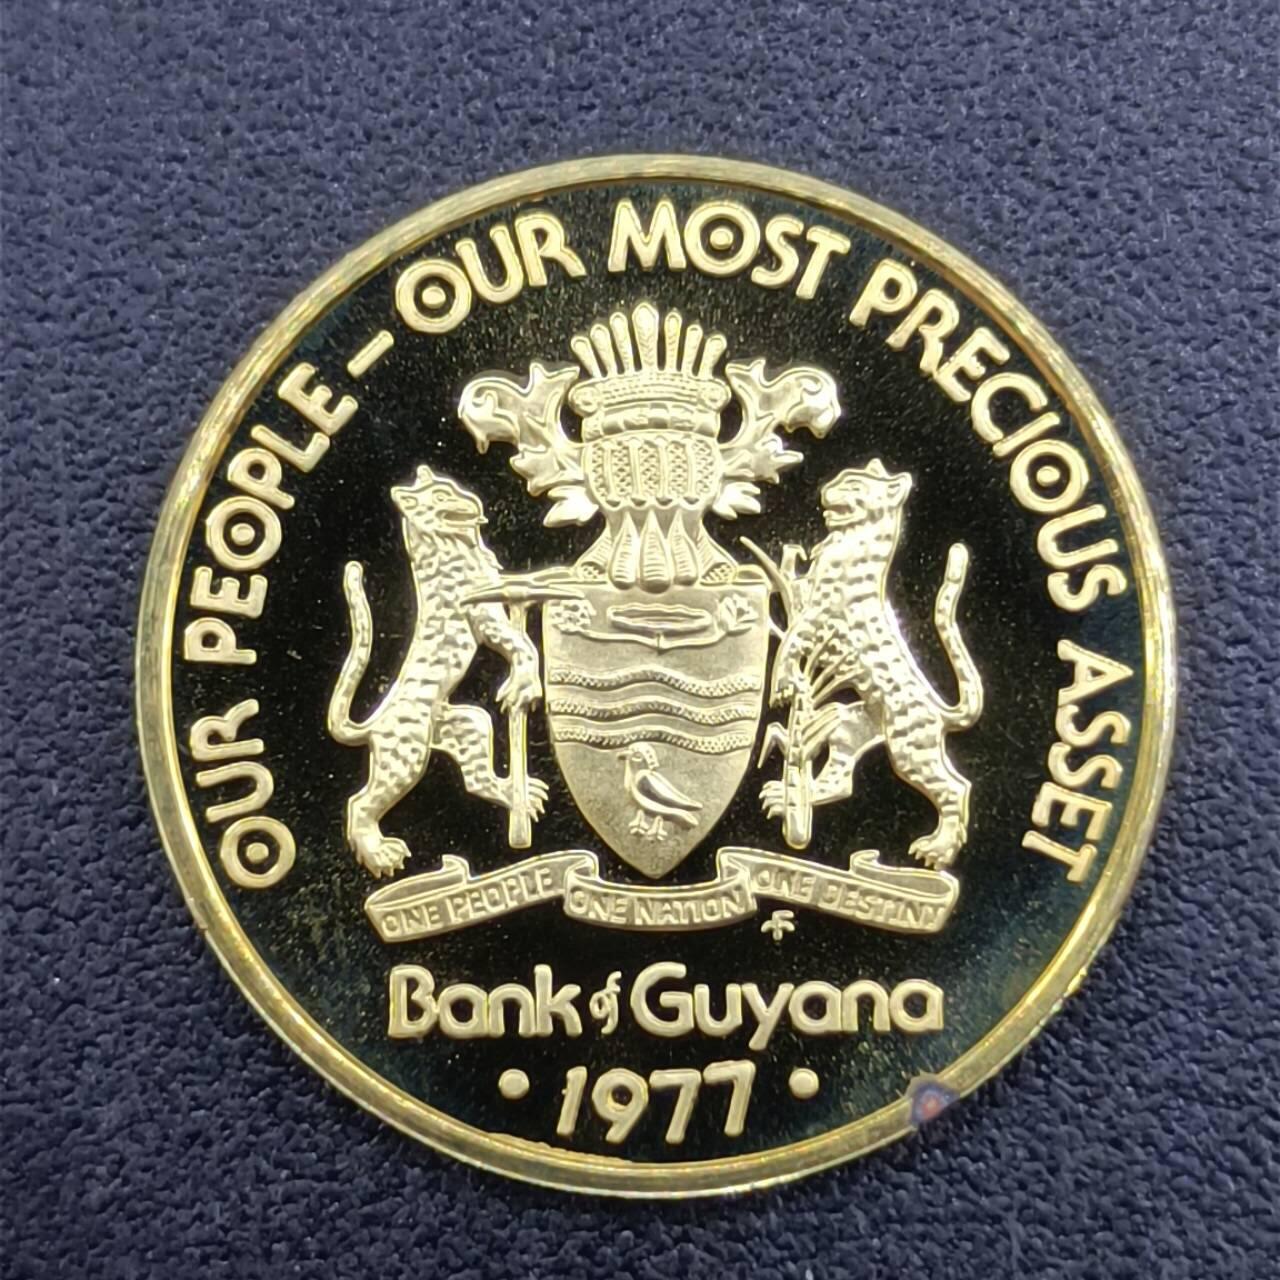 OUR PEOPLE – OUR MOST PRECIOUS ASSET
ONE PEOPLE ONE NATION ONE DESTINY
Bank of Guyana
• 1977 •